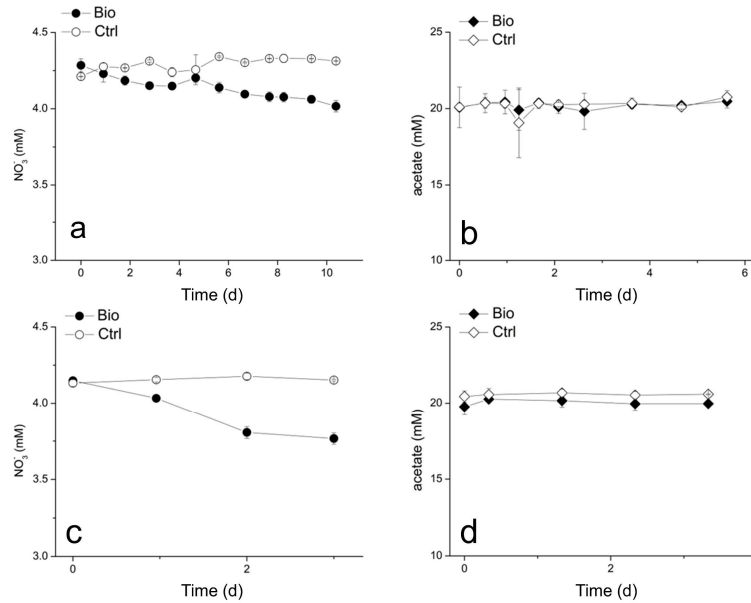 Bio
Ctrl
4.5
4.0
3.5
3.0
NO₃⁻ (mM)
a
0 2 4 6 8 10
Time (d)
Bio
Ctrl
25
20
15
10
acetate (mM)
b
0 2 4 6
Time (d)
Bio
Ctrl
4.5
4.0
3.5
3.0
NO₃⁻ (mM)
c
0 2
Time (d)
Bio
Ctrl
25
20
15
10
acetate (mM)
d
0 2
Time (d)